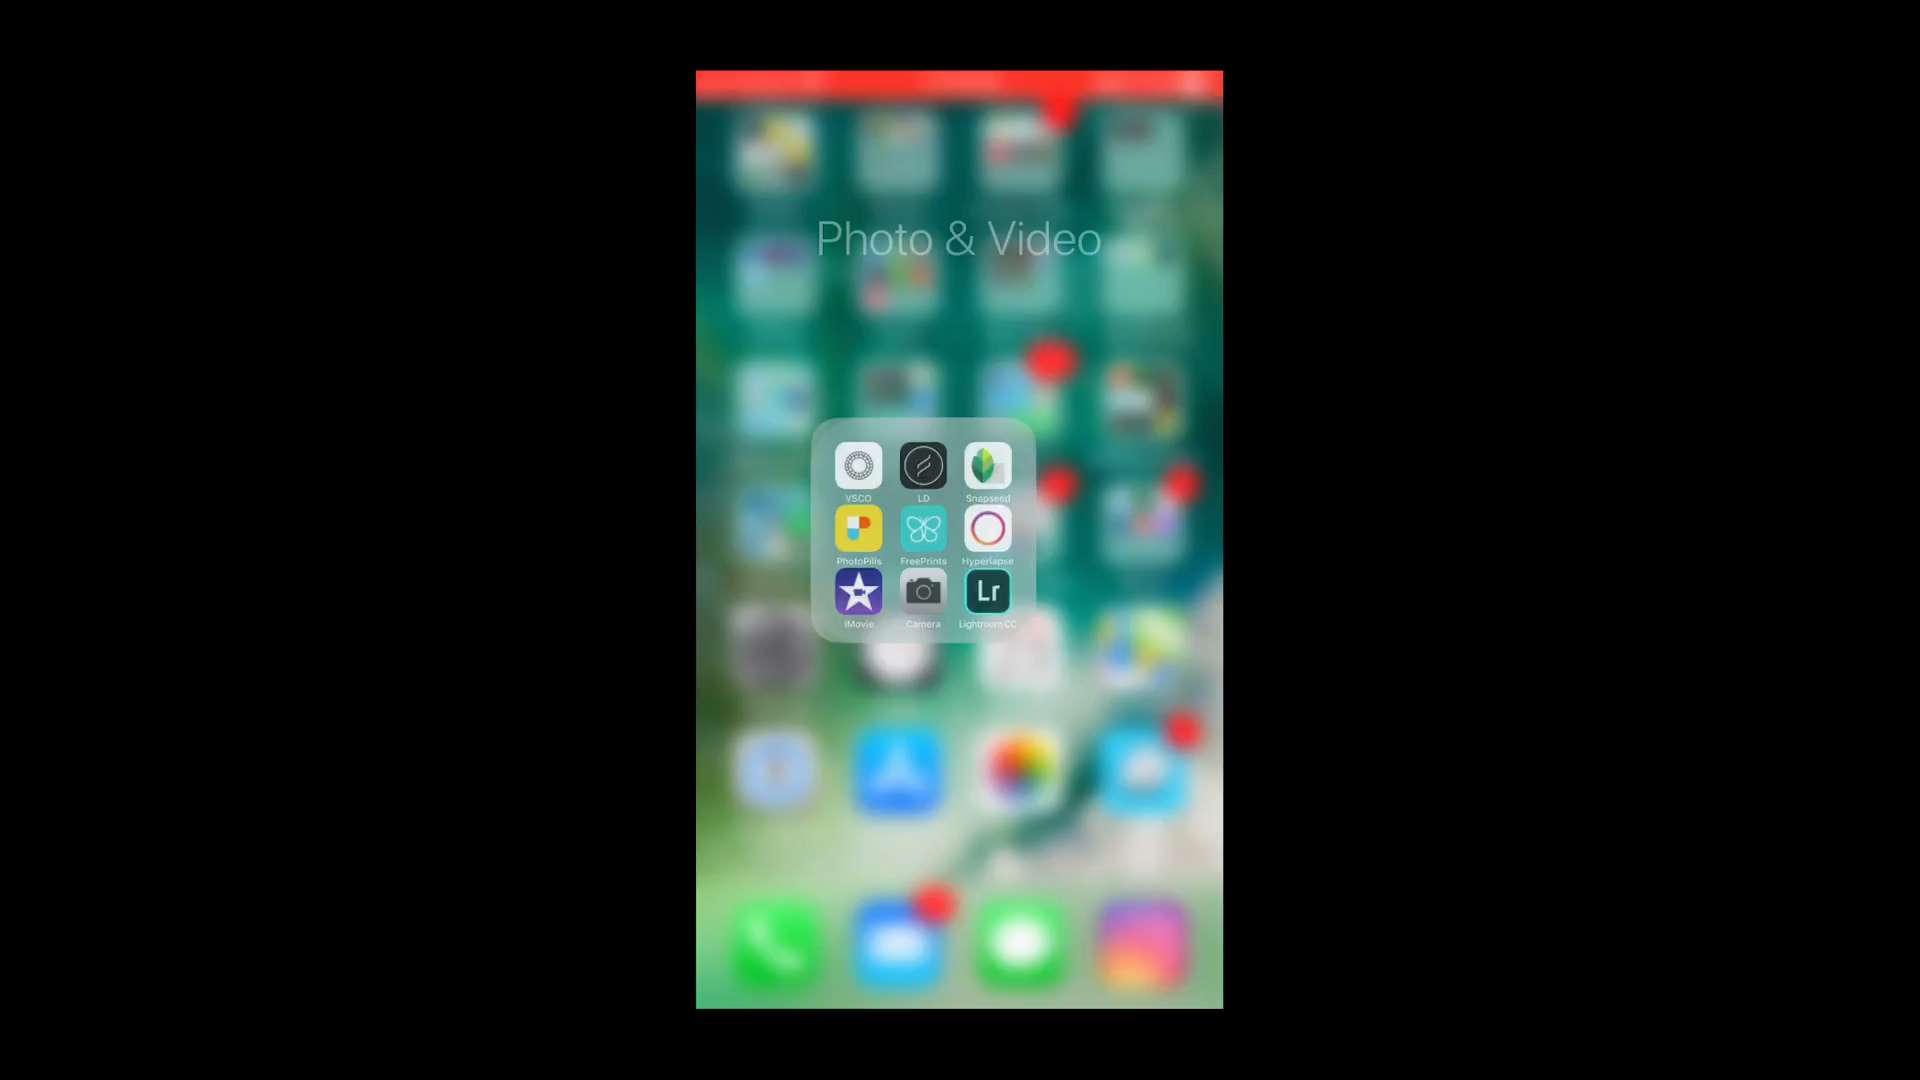 Photo & Video
VSCO LD Snapseed
PhotoPills FreePrints Hyperlapse
Lr
iMovie Camera Lightroom CC